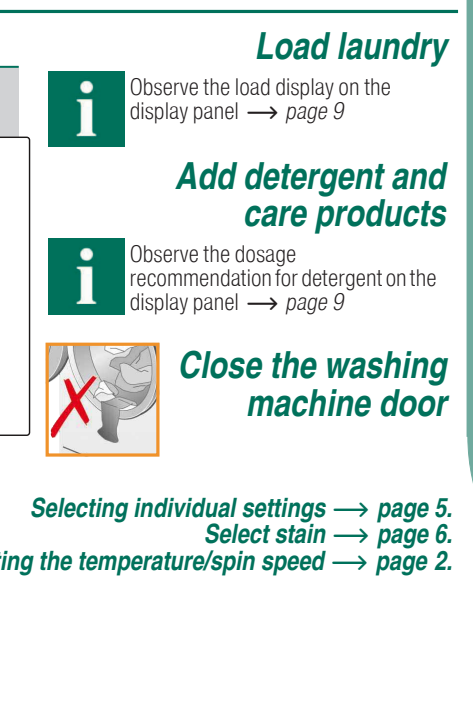 Load laundry
i
Observe the load display on the
display panel ⟶ page 9
Add detergent and
care products
i
Observe the dosage
recommendation for detergent on the
display panel ⟶ page 9
Close the washing
machine door
Selecting individual settings ⟶ page 5.
Select stain ⟶ page 6.
the temperature/spin speed ⟶ page 2.